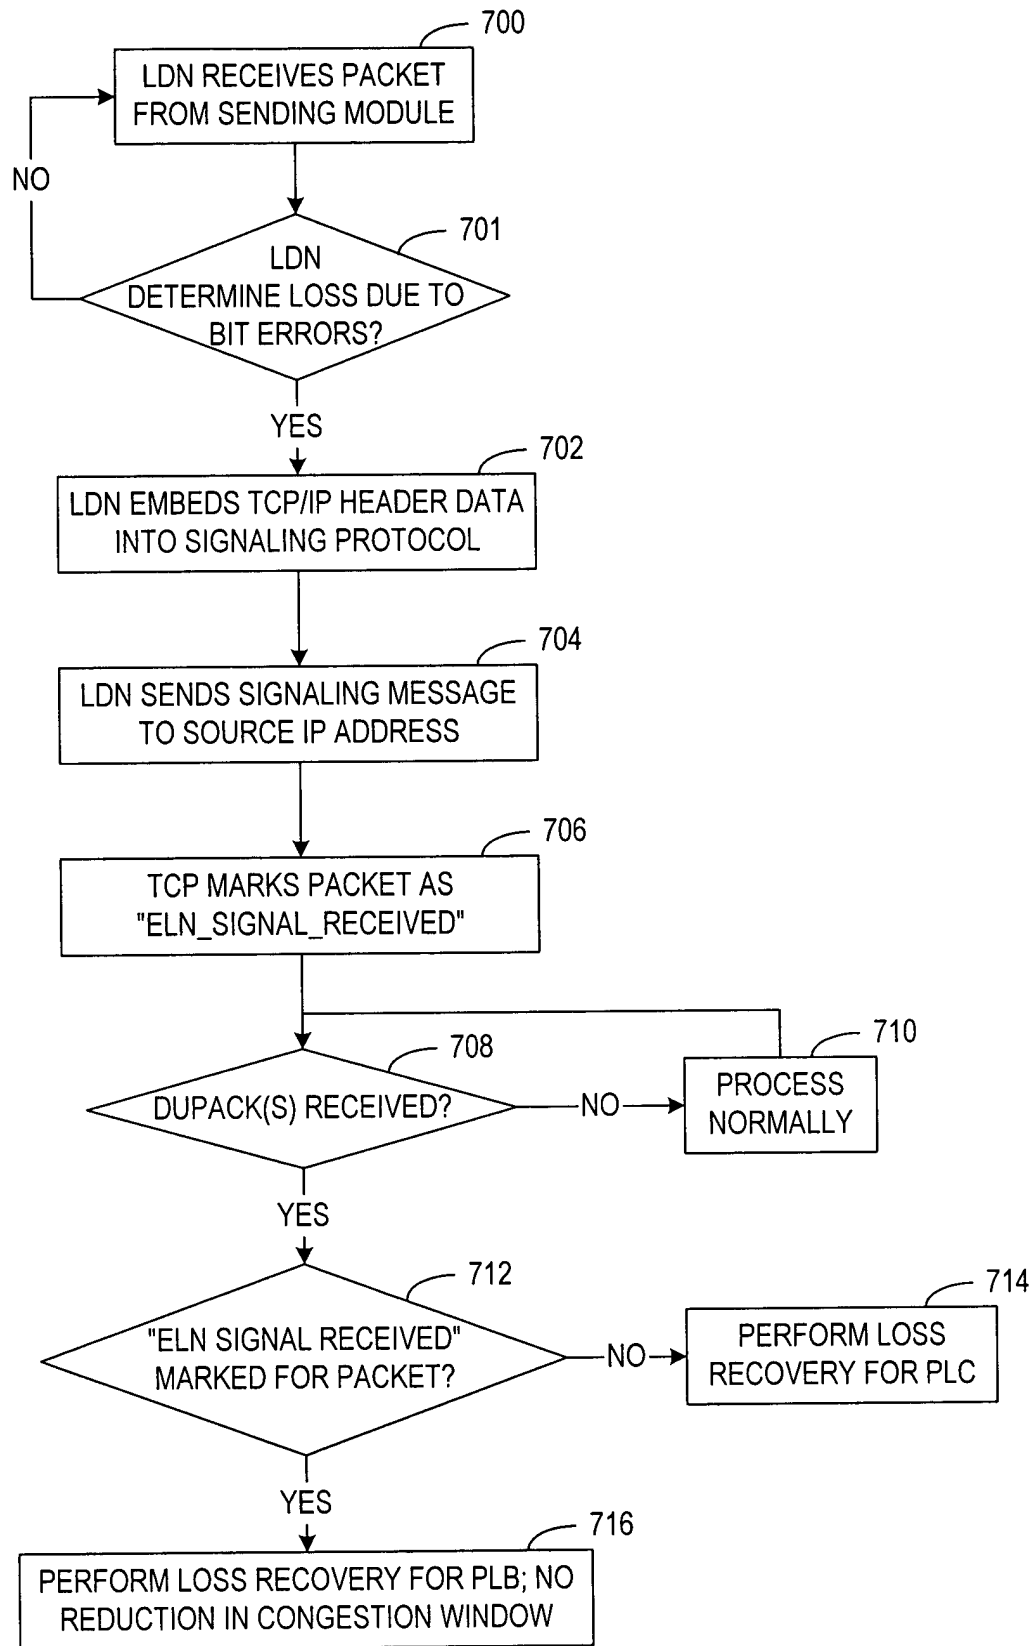 700
LDN RECEIVES PACKET
FROM SENDING MODULE
NO
701
LDN
DETERMINE LOSS DUE TO
BIT ERRORS?
YES
702
LDN EMBEDS TCP/IP HEADER DATA
INTO SIGNALING PROTOCOL
704
LDN SENDS SIGNALING MESSAGE
TO SOURCE IP ADDRESS
706
TCP MARKS PACKET AS
"ELN_SIGNAL_RECEIVED"
708
DUPACK(S) RECEIVED?
NO
710
PROCESS
NORMALLY
YES
712
"ELN SIGNAL RECEIVED"
MARKED FOR PACKET?
NO
714
PERFORM LOSS
RECOVERY FOR PLC
YES
716
PERFORM LOSS RECOVERY FOR PLB; NO
REDUCTION IN CONGESTION WINDOW